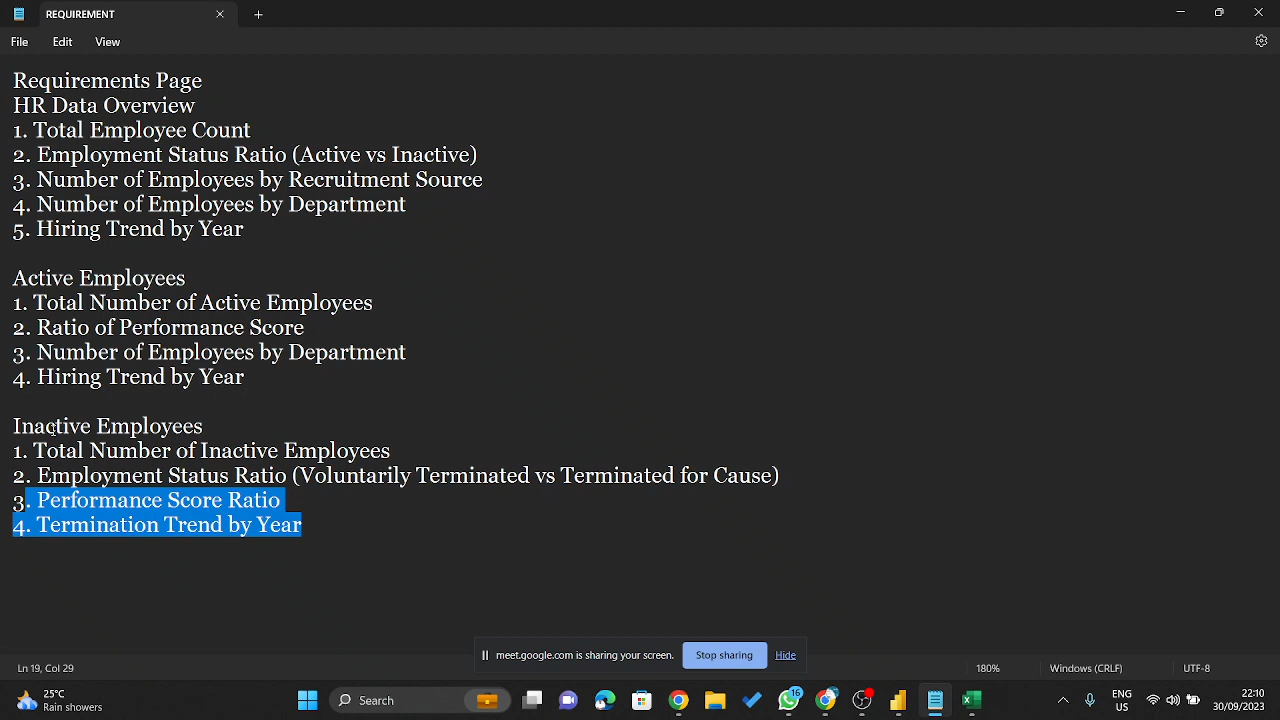 REQUIREMENT
File Edit View
Requirements Page
HR Data Overview
1. Total Employee Count
2. Employment Status Ratio (Active vs Inactive)
3. Number of Employees by Recruitment Source
4. Number of Employees by Department
5. Hiring Trend by Year
Active Employees
1. Total Number of Active Employees
2. Ratio of Performance Score
3. Number of Employees by Department
4. Hiring Trend by Year
Inactive Employees
1. Total Number of Inactive Employees
2. Employment Status Ratio (Voluntarily Terminated vs Terminated for Cause)
3. Performance Score Ratio
4. Termination Trend by Year
meet.google.com is sharing your screen. Stop sharing Hide
Ln 19, Col 29 180% Windows (CRLF) UTF-8
25°C
Rain showers
Search
16
ENG
US
22:10
30/09/2023